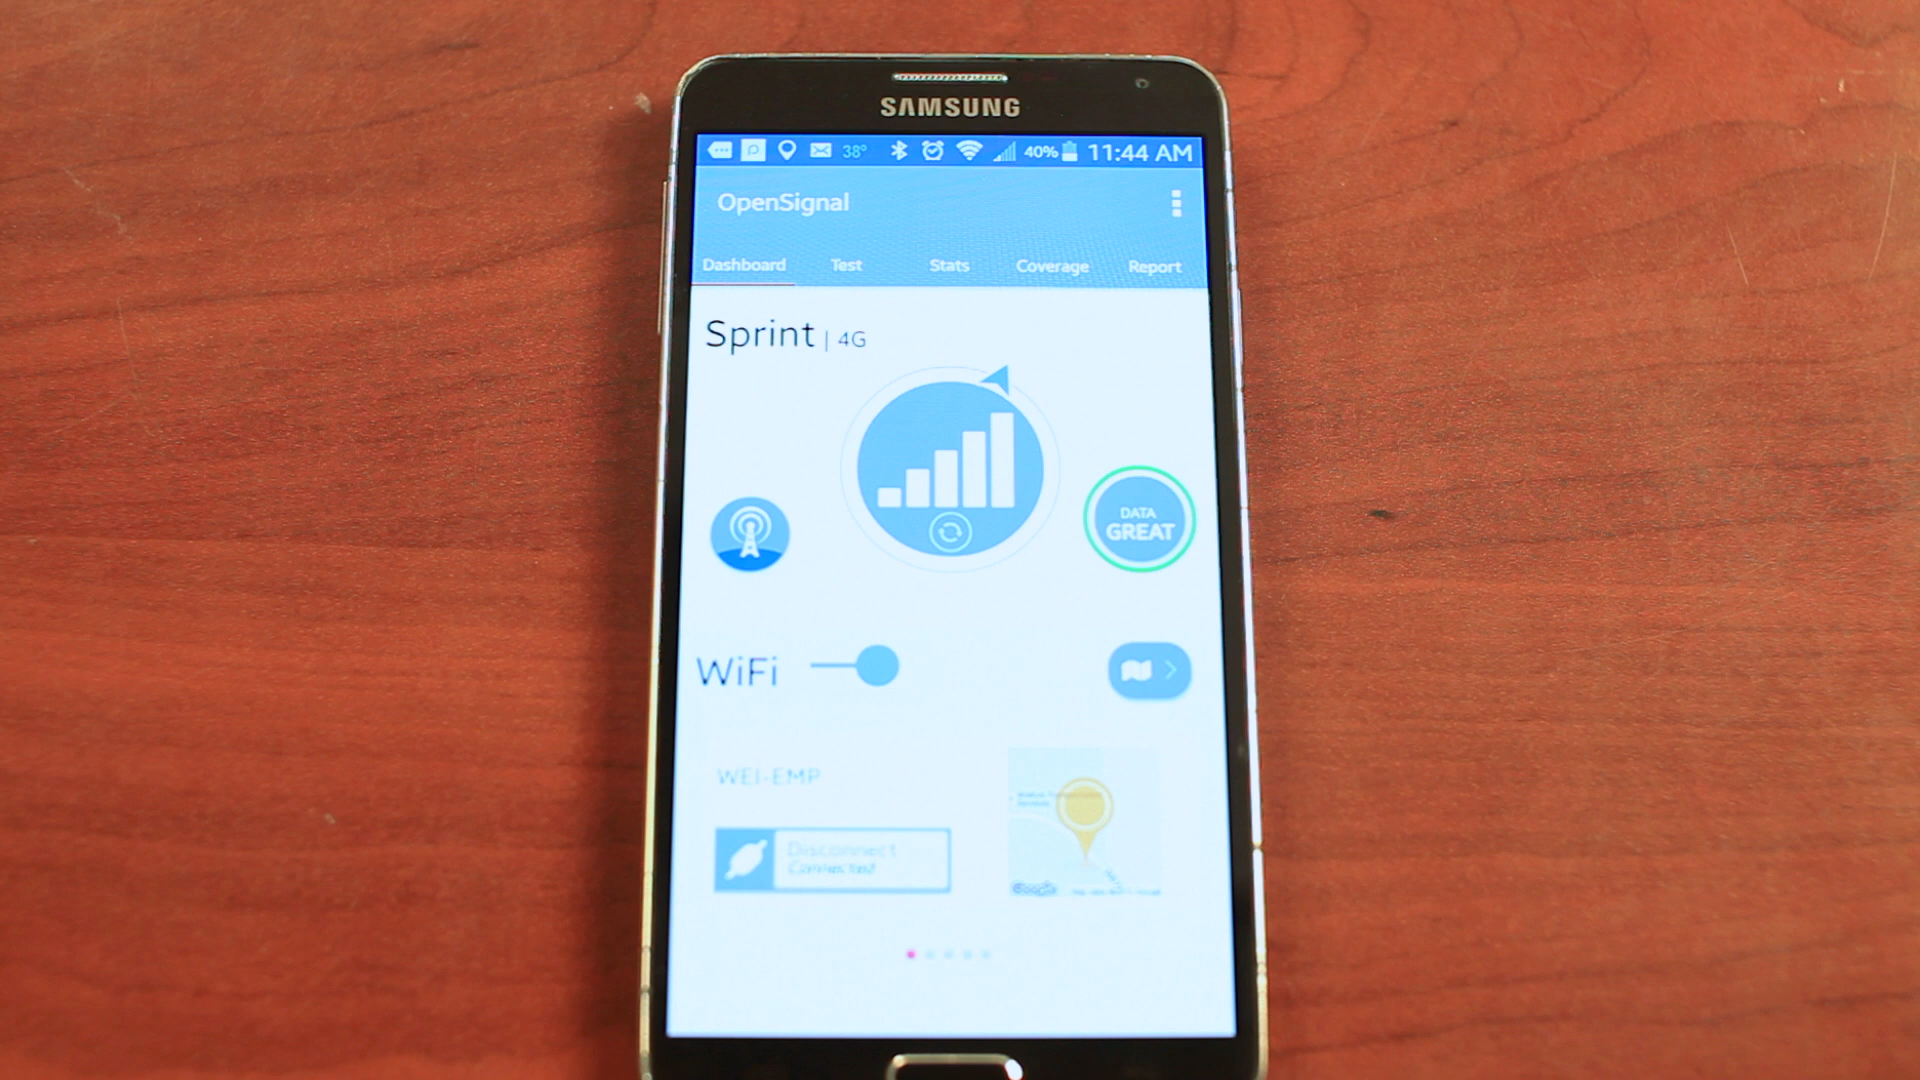 SAMSUNG
38° 40% 11:44 AM
OpenSignal
Dashboard Test Stats Coverage Report
Sprint | 4G
DATA
GREAT
WiFi
WEI-EMP
Disconnect
Connected
Google